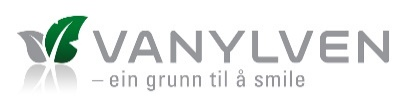 VANYLVEN
– ein grunn til å smile